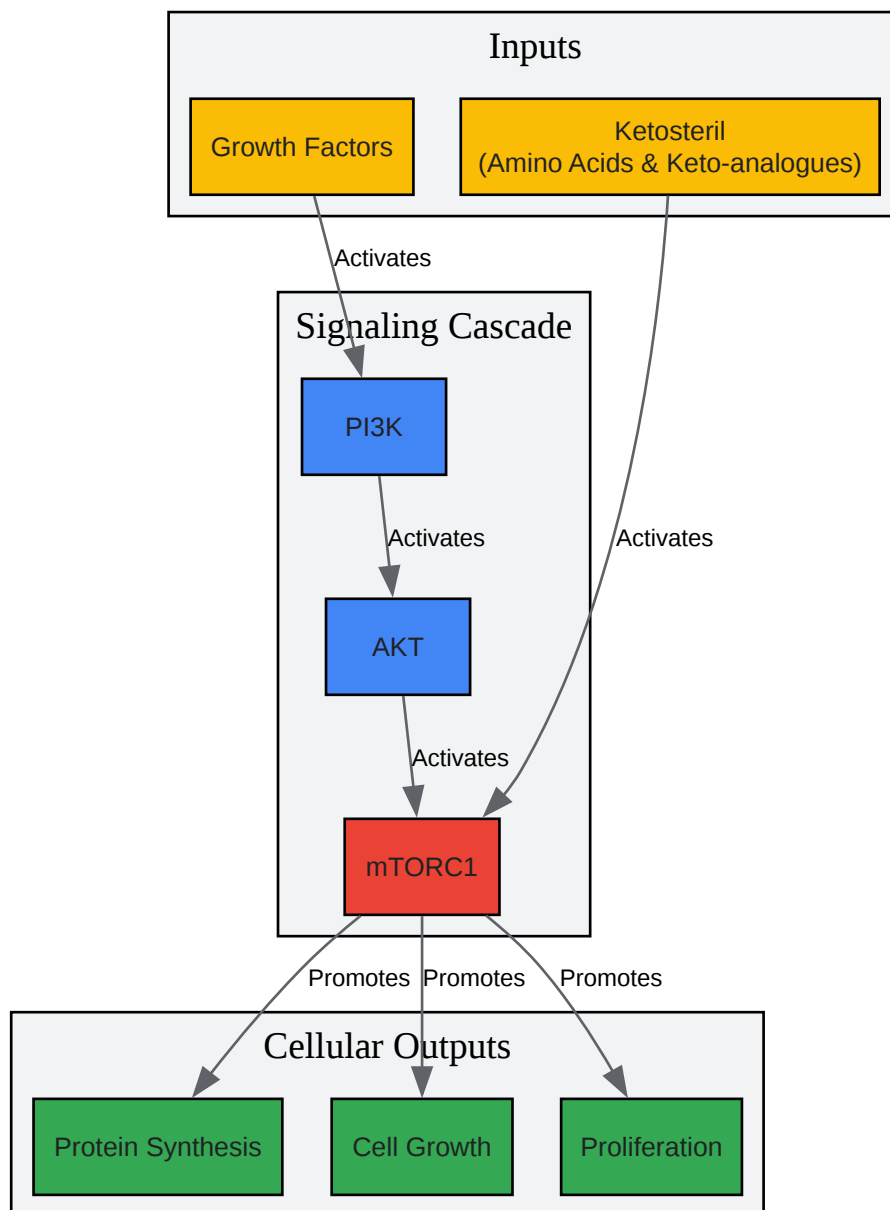 Inputs
Growth Factors
Ketosteril
(Amino Acids & Keto-analogues)
Activates
Signaling Cascade
PI3K
Activates
Activates
AKT
Activates
mTORC1
Promotes
Promotes
Promotes
Cellular Outputs
Protein Synthesis
Cell Growth
Proliferation